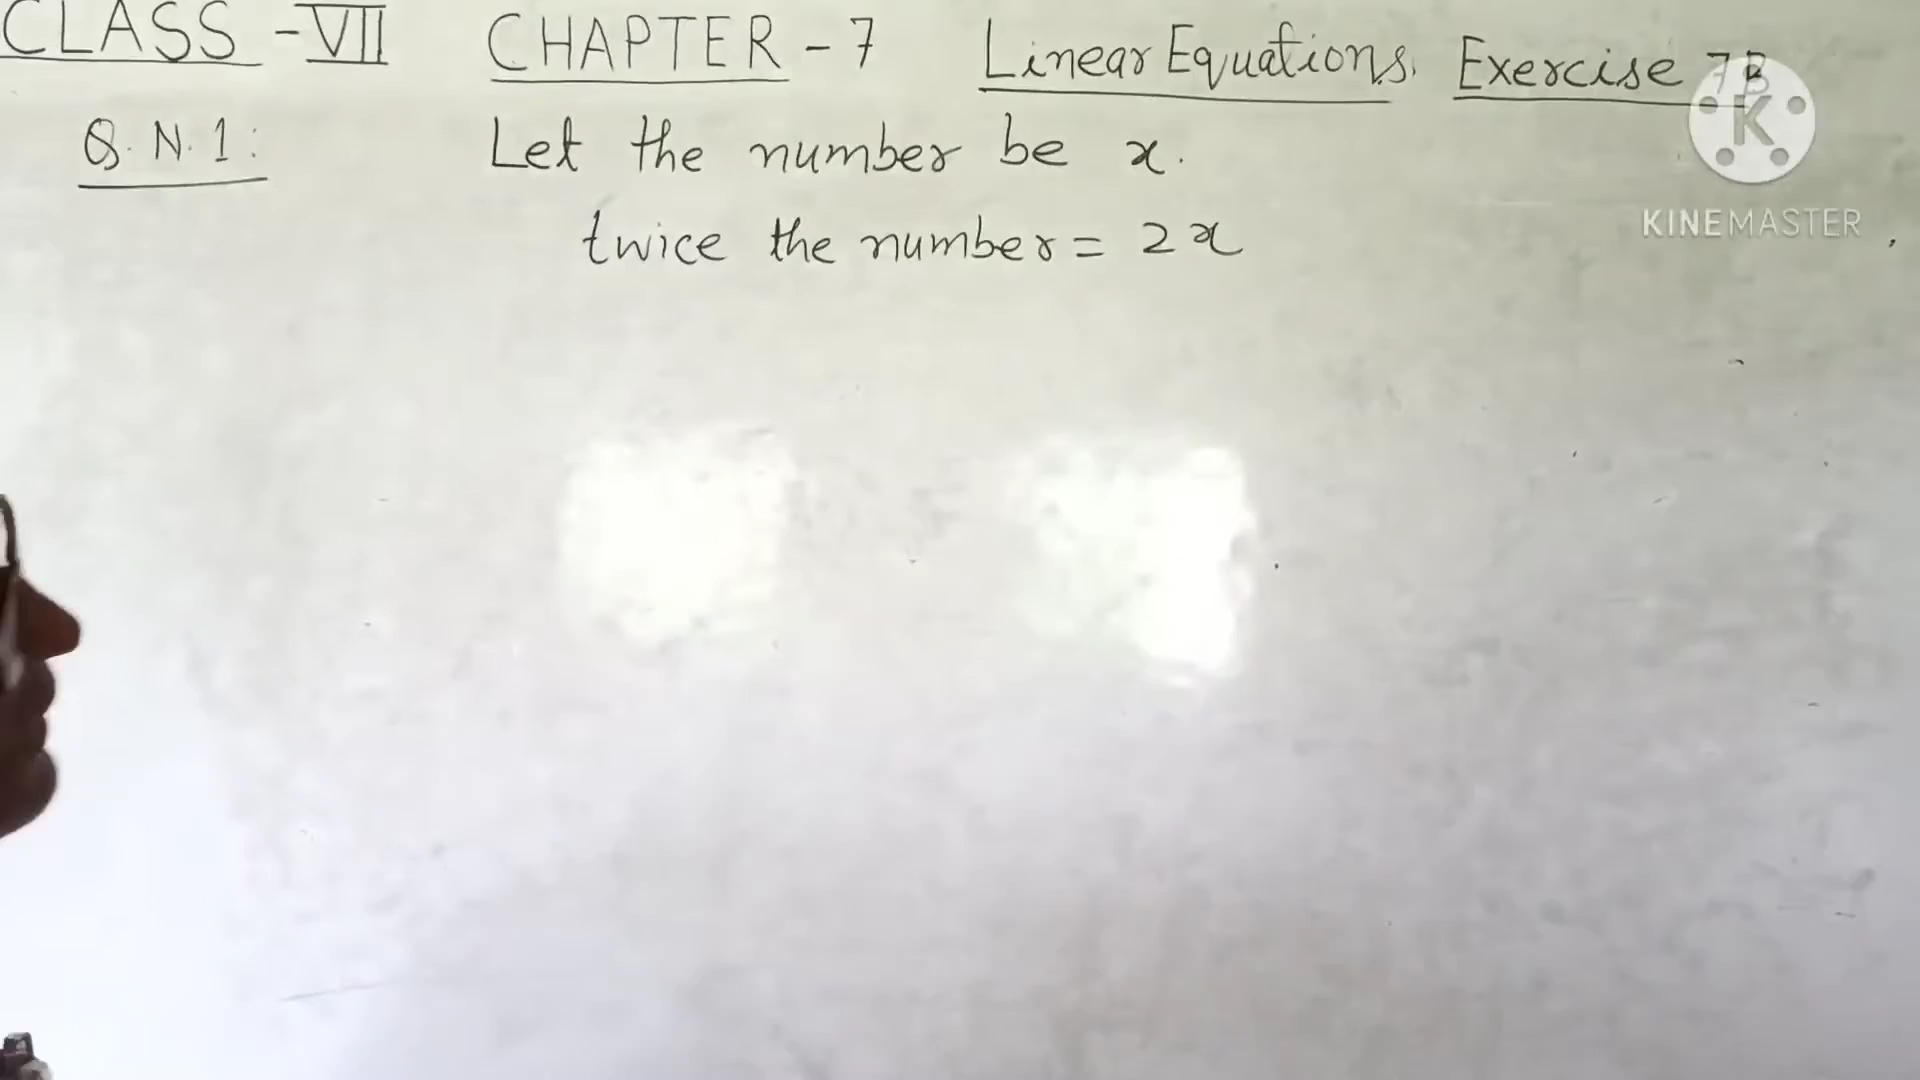 CLASS - VII CHAPTER - 7 Linear Equations. Exercise 7B
Q. N. 1: Let the number be x.
twice the number = 2x
K
KINEMASTER